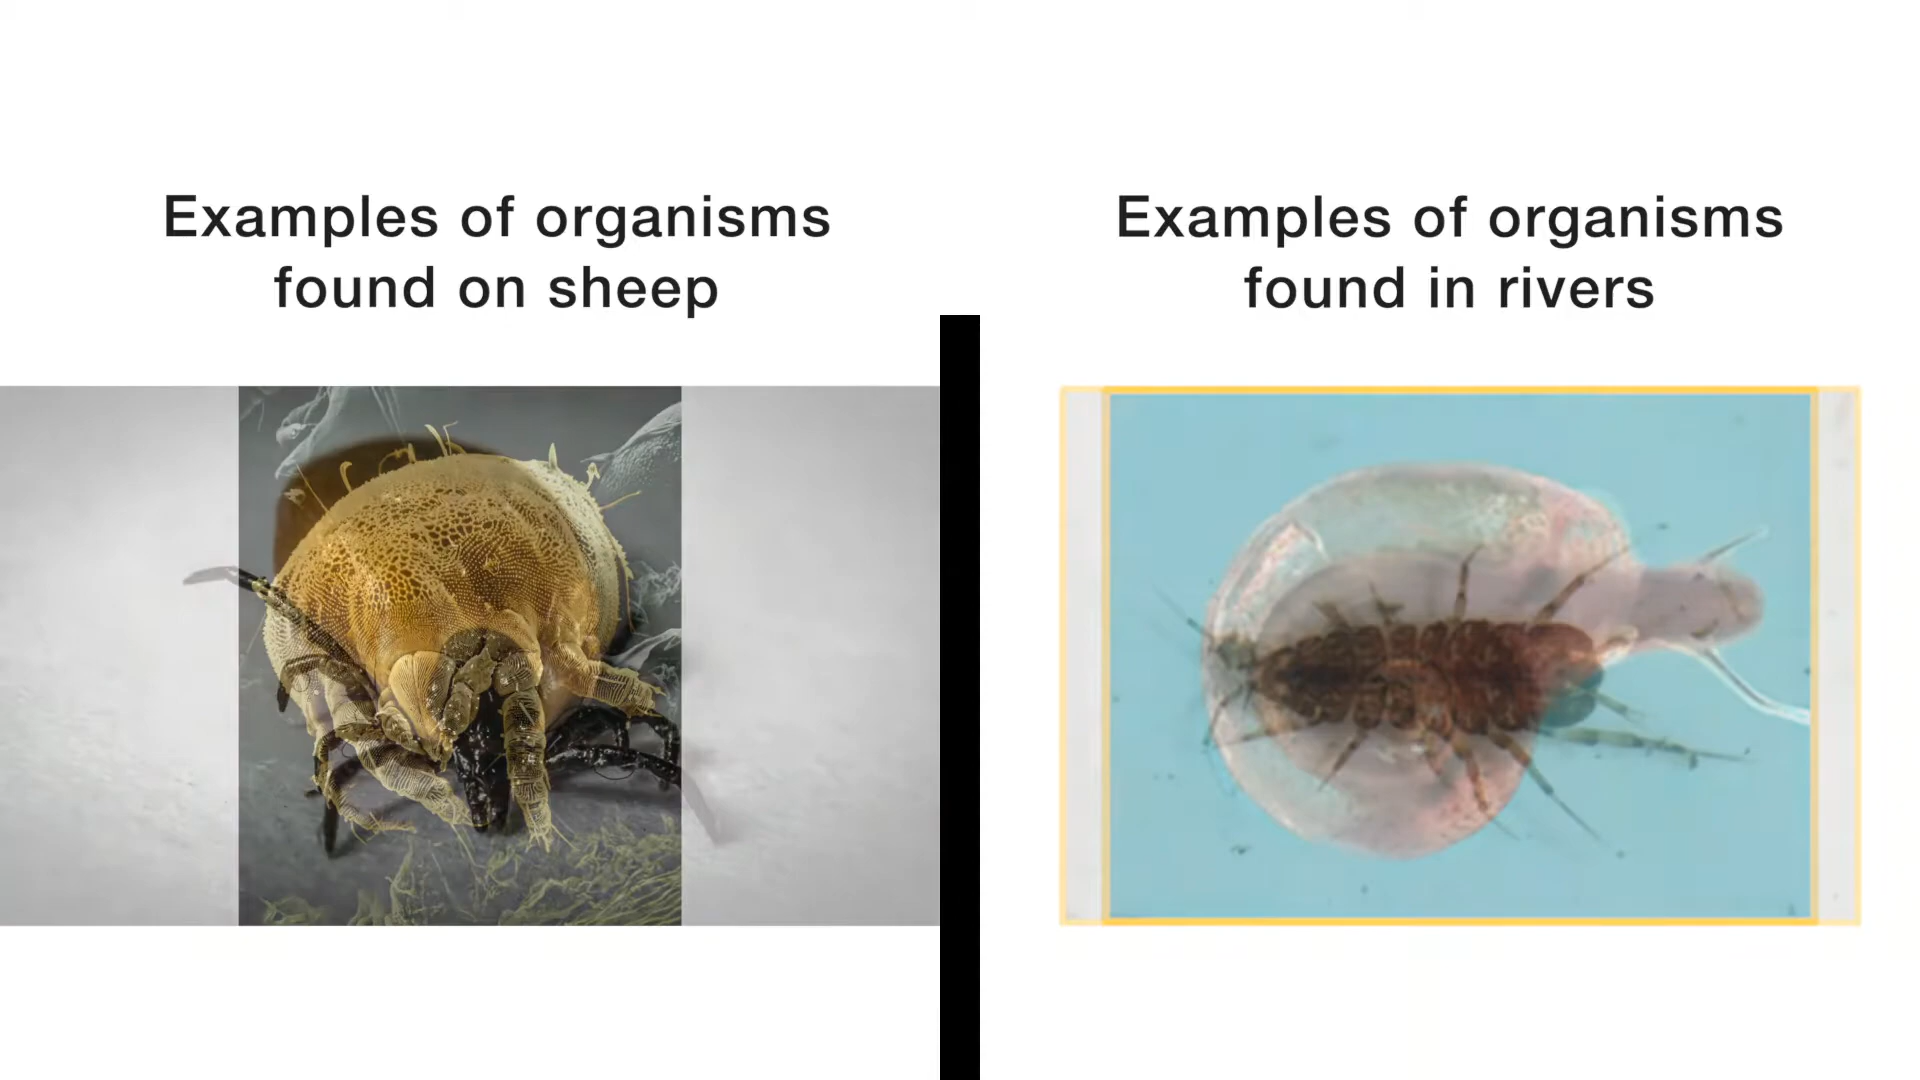 Examples of organisms
found on sheep
Examples of organisms
found in rivers